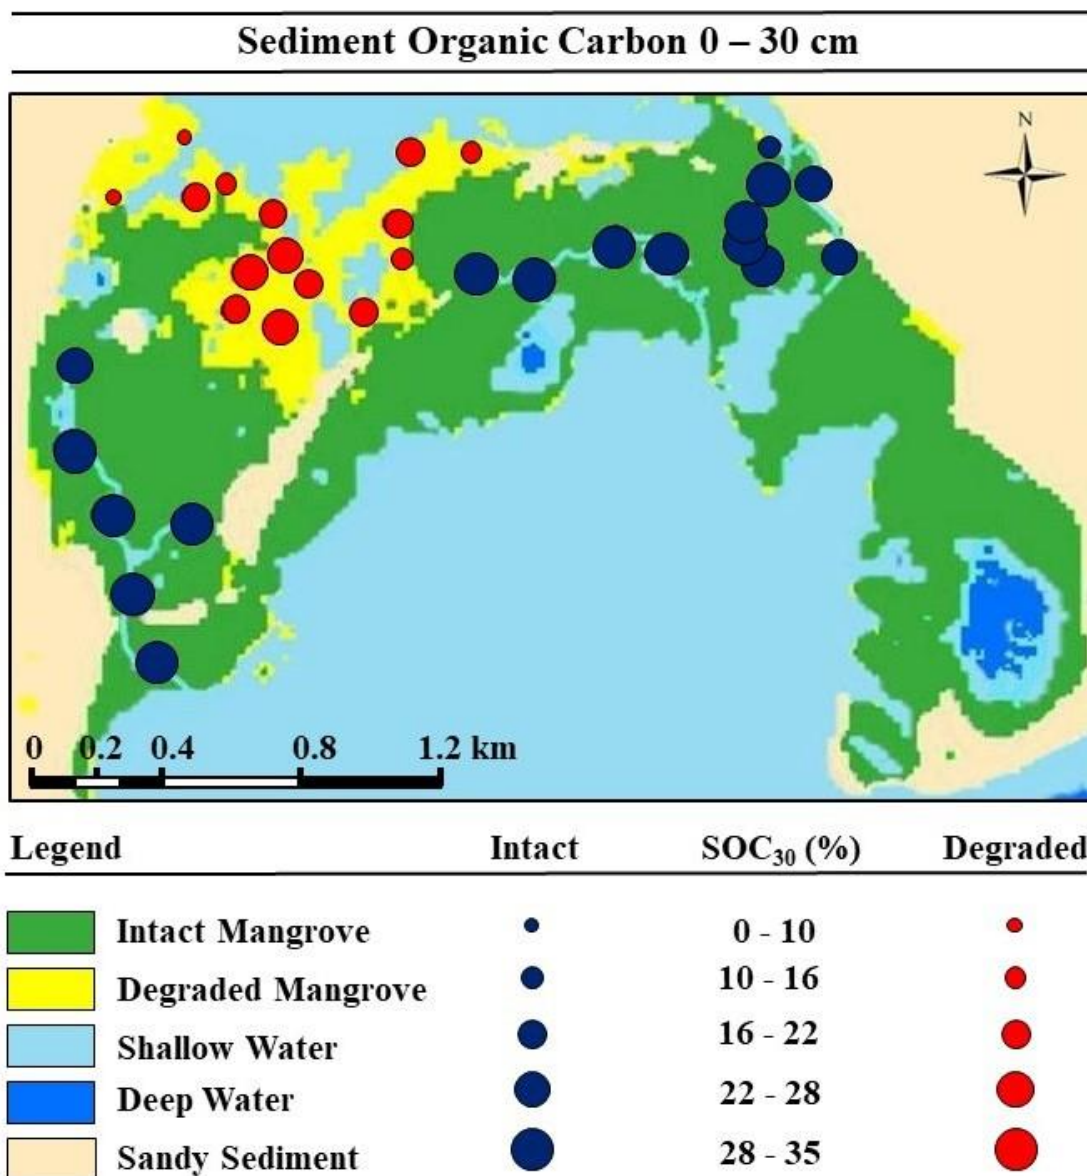 Sediment Organic Carbon 0 – 30 cm
N
0 0.2 0.4 0.8 1.2 km
Legend Intact SOC₃₀ (%) Degraded
Intact Mangrove 0 - 10
Degraded Mangrove 10 - 16
Shallow Water 16 - 22
Deep Water 22 - 28
Sandy Sediment 28 - 35